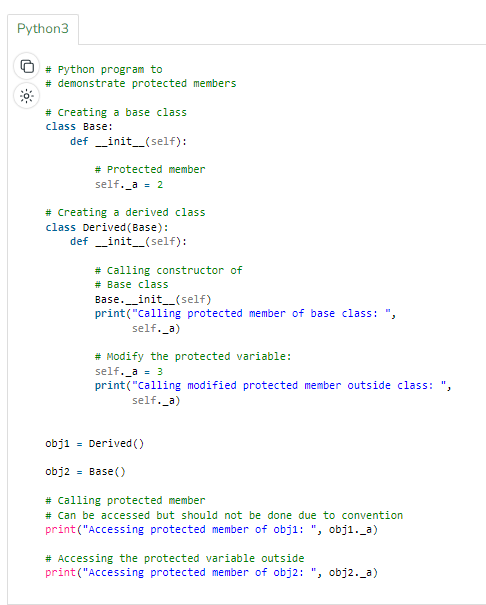 Python3
# Python program to
# demonstrate protected members
# Creating a base class
class Base:
    def __init__(self):
        # Protected member
        self._a = 2
# Creating a derived class
class Derived(Base):
    def __init__(self):
        # Calling constructor of
        # Base class
        Base.__init__(self)
        print("Calling protected member of base class: ",
              self._a)
        # Modify the protected variable:
        self._a = 3
        print("Calling modified protected member outside class: ",
              self._a)
obj1 = Derived()
obj2 = Base()
# Calling protected member
# Can be accessed but should not be done due to convention
print("Accessing protected member of obj1: ", obj1._a)
# Accessing the protected variable outside
print("Accessing protected member of obj2: ", obj2._a)